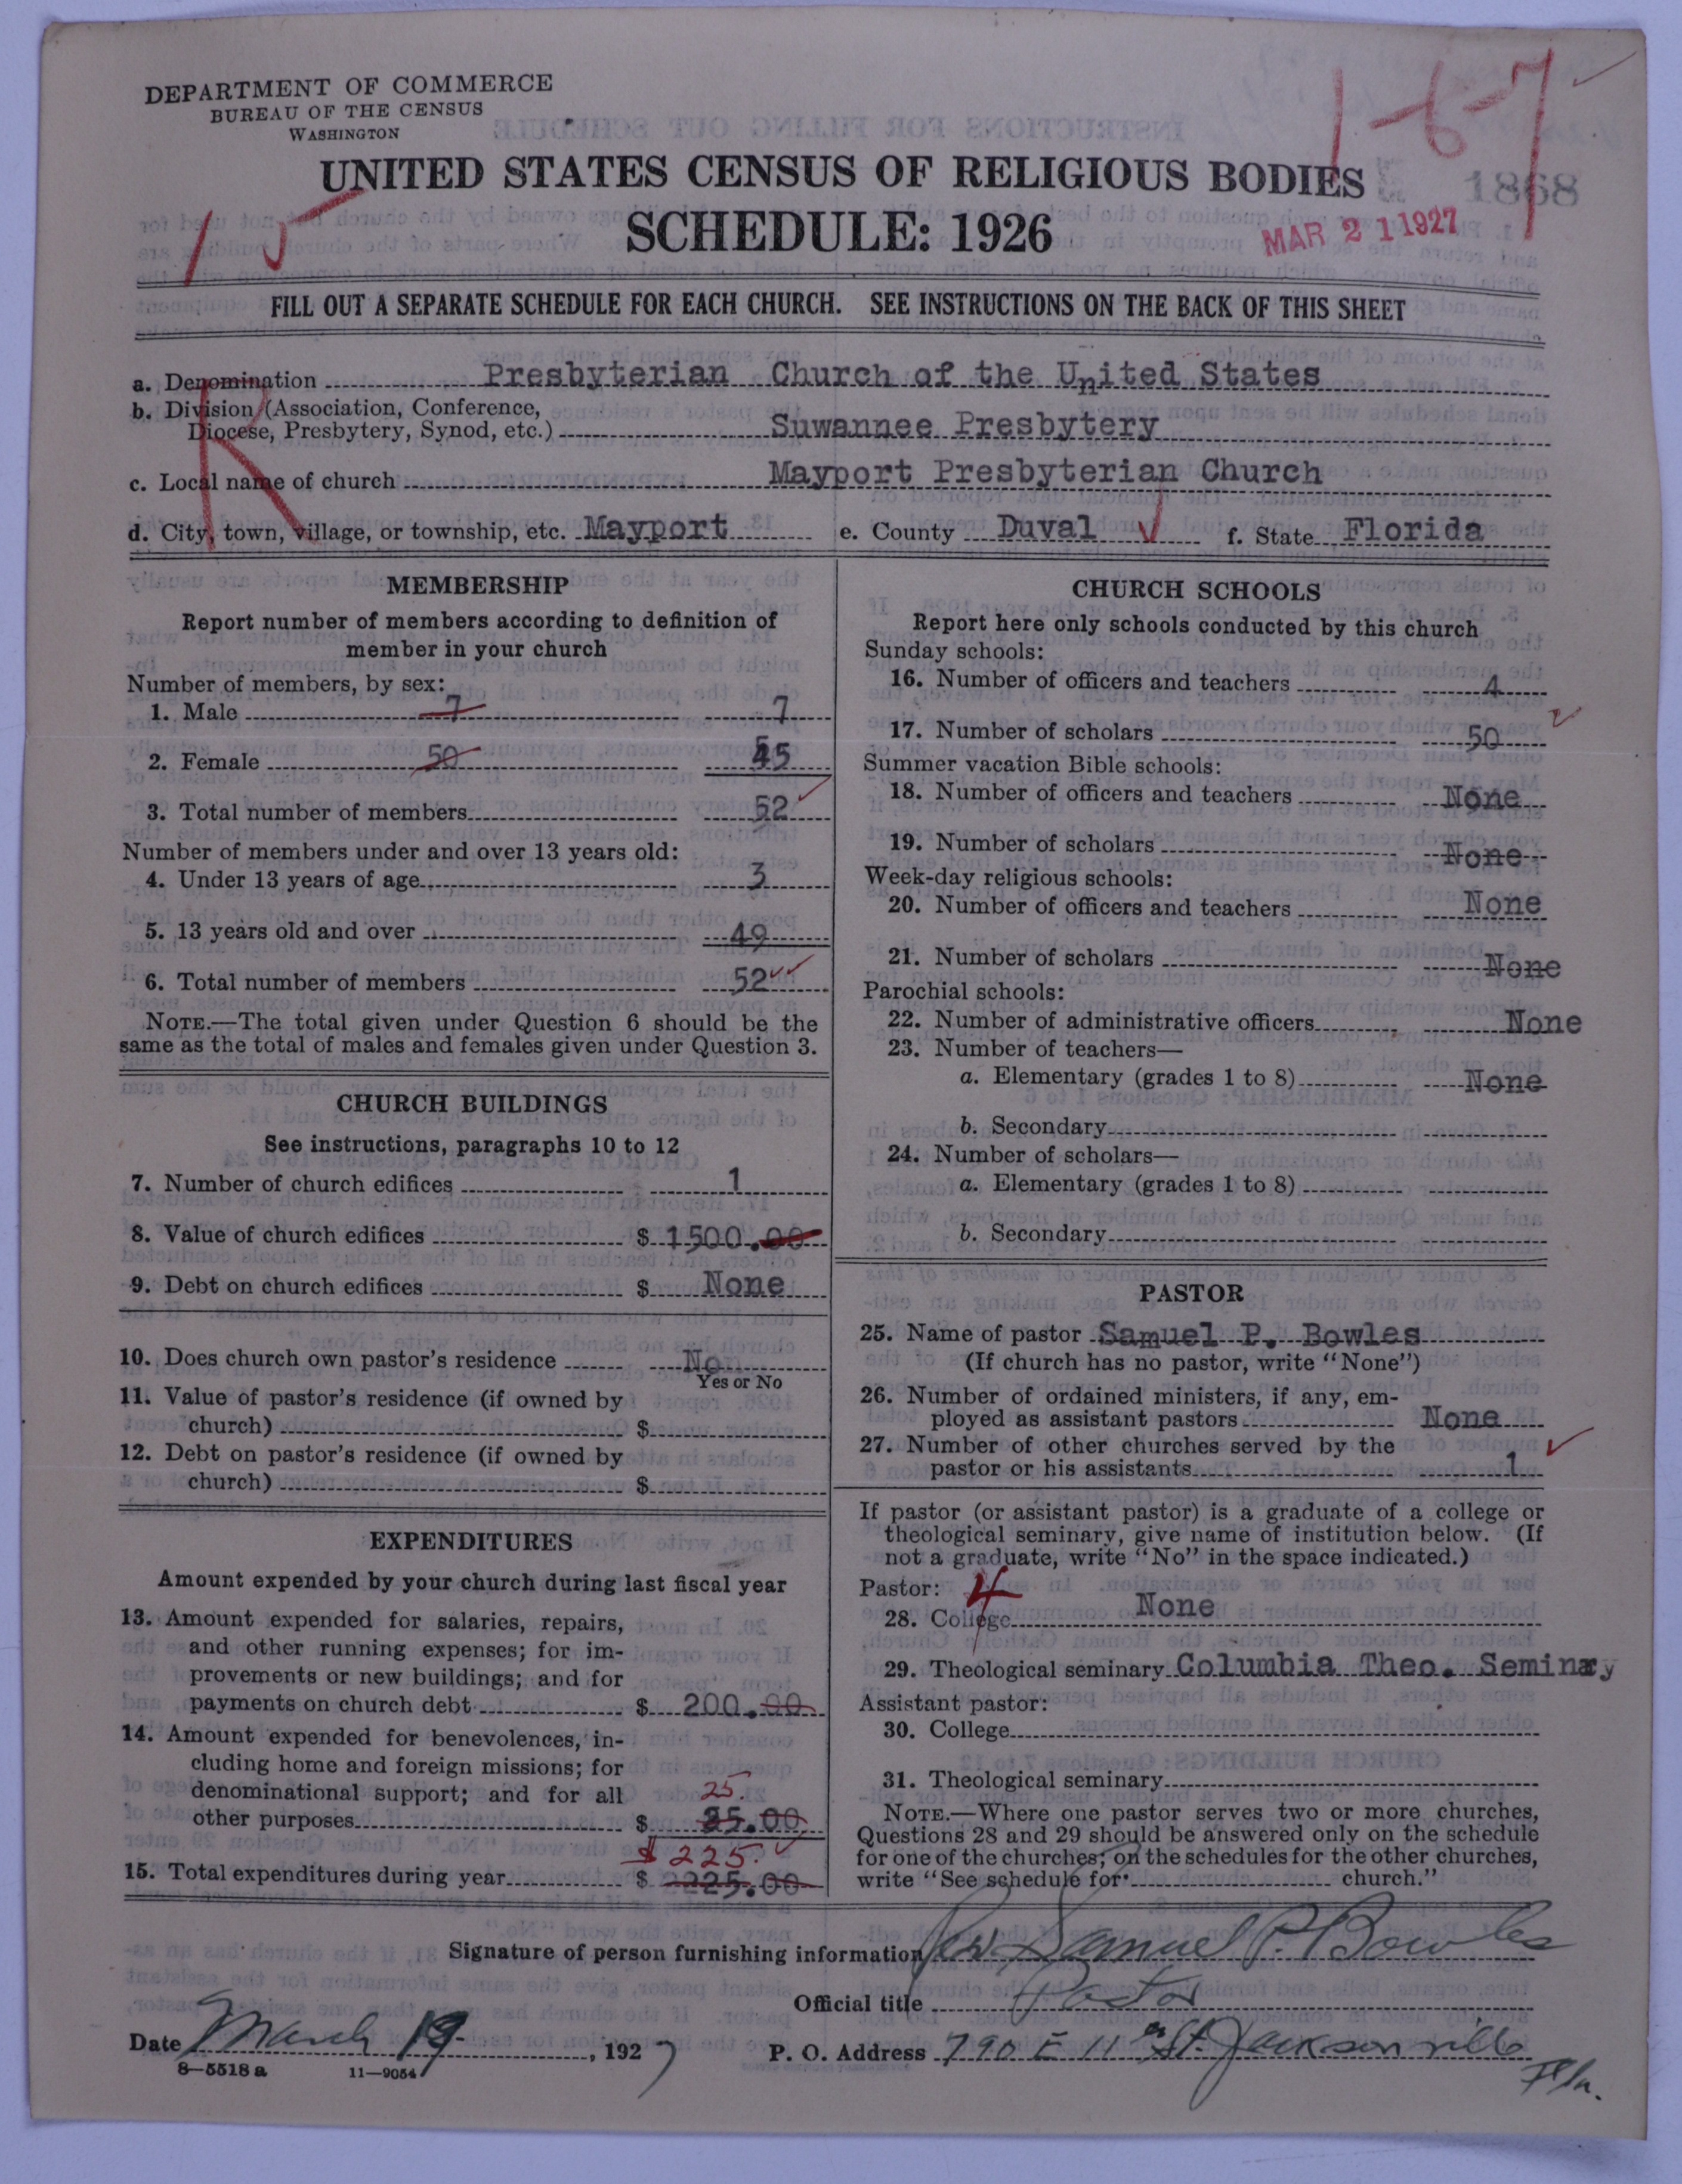 DEPARTMENT OF COMMERCE
BUREAU OF THE CENSUS
WASHINGTON
1-6-7
UNITED STATES CENSUS OF RELIGIOUS BODIES
1868
SCHEDULE: 1926
MAR 21 1927
15
FILL OUT A SEPARATE SCHEDULE FOR EACH CHURCH. SEE INSTRUCTIONS ON THE BACK OF THIS SHEET
R
a. Denomination Presbyterian Church of the United States
b. Division (Association, Conference,
Diocese, Presbytery, Synod, etc.) Suwannee Presbytery
c. Local name of church Mayport Presbyterian Church
d. City, town, village, or township, etc. Mayport e. County Duval f. State Florida
MEMBERSHIP
Report number of members according to definition of
member in your church
Number of members, by sex:
1. Male 7 7
2. Female 50 45
3. Total number of members 52
Number of members under and over 13 years old:
4. Under 13 years of age 3
5. 13 years old and over 49
6. Total number of members 52
NOTE.—The total given under Question 6 should be the
same as the total of males and females given under Question 3.
CHURCH BUILDINGS
See instructions, paragraphs 10 to 12
7. Number of church edifices 1
8. Value of church edifices $ 1500.00
9. Debt on church edifices $ None
10. Does church own pastor's residence No
Yes or No
11. Value of pastor's residence (if owned by
church) $
12. Debt on pastor's residence (if owned by
church) $
EXPENDITURES
Amount expended by your church during last fiscal year
13. Amount expended for salaries, repairs,
and other running expenses; for im-
provements or new buildings; and for
payments on church debt $ 200.00
14. Amount expended for benevolences, in-
cluding home and foreign missions; for
denominational support; and for all
25.
other purposes $ 25.00
$ 225.
15. Total expenditures during year $ 225.00
CHURCH SCHOOLS
Report here only schools conducted by this church
Sunday schools:
16. Number of officers and teachers 4
17. Number of scholars 50
Summer vacation Bible schools:
18. Number of officers and teachers None
19. Number of scholars None
Week-day religious schools:
20. Number of officers and teachers None
21. Number of scholars None
Parochial schools:
22. Number of administrative officers None
23. Number of teachers—
a. Elementary (grades 1 to 8) None
b. Secondary
24. Number of scholars—
a. Elementary (grades 1 to 8)
b. Secondary
PASTOR
25. Name of pastor Samuel P. Bowles
(If church has no pastor, write "None")
26. Number of ordained ministers, if any, em-
ployed as assistant pastors None
27. Number of other churches served by the
pastor or his assistants 1
If pastor (or assistant pastor) is a graduate of a college or
theological seminary, give name of institution below. (If
not a graduate, write "No" in the space indicated.)
Pastor: 4
28. College None
29. Theological seminary Columbia Theo. Seminary
Assistant pastor:
30. College
31. Theological seminary
NOTE.—Where one pastor serves two or more churches,
Questions 28 and 29 should be answered only on the schedule
for one of the churches; on the schedules for the other churches,
write "See schedule for church."
Signature of person furnishing information Rev. Samuel P. Bowles
Official title Pastor
Date March 19, 1927 P. O. Address 790 E 11th St. Jacksonville
Fla.
8—5518 a 11—9054